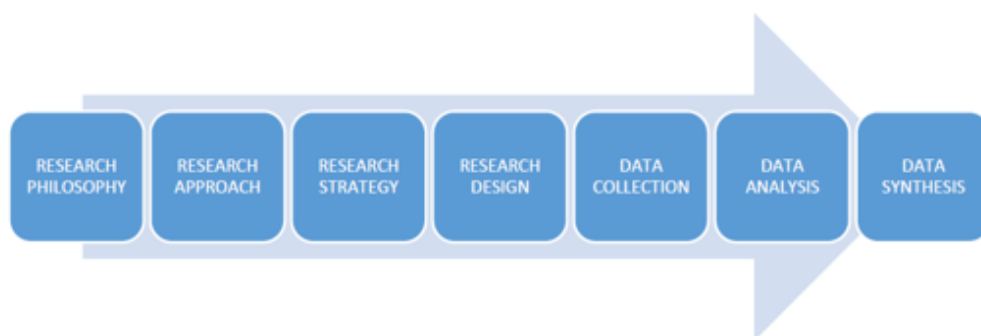 RESEARCH
PHILOSOPHY
RESEARCH
APPROACH
RESEARCH
STRATEGY
RESEARCH
DESIGN
DATA
COLLECTION
DATA
ANALYSIS
DATA
SYNTHESIS